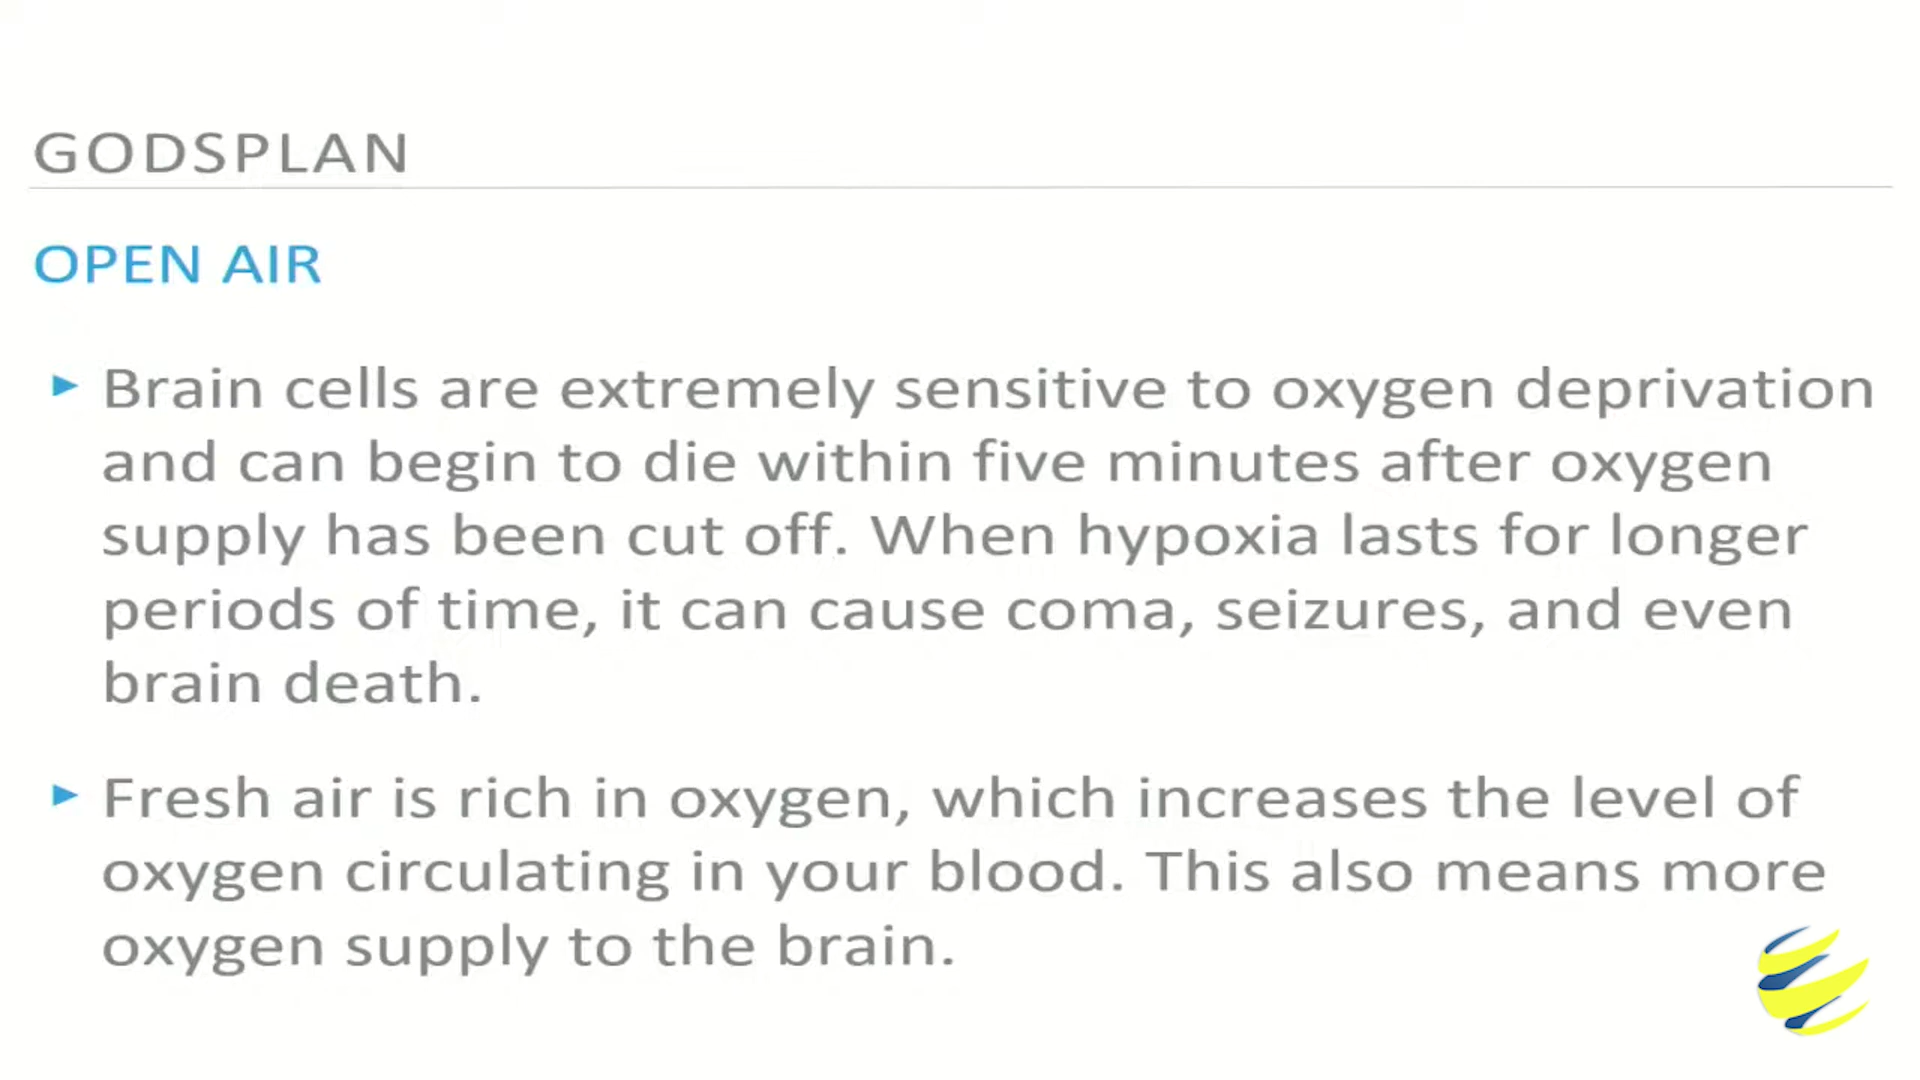 GODSPLAN
OPEN AIR
Brain cells are extremely sensitive to oxygen deprivation
and can begin to die within five minutes after oxygen
supply has been cut off. When hypoxia lasts for longer
periods of time, it can cause coma, seizures, and even
brain death.
Fresh air is rich in oxygen, which increases the level of
oxygen circulating in your blood. This also means more
oxygen supply to the brain.